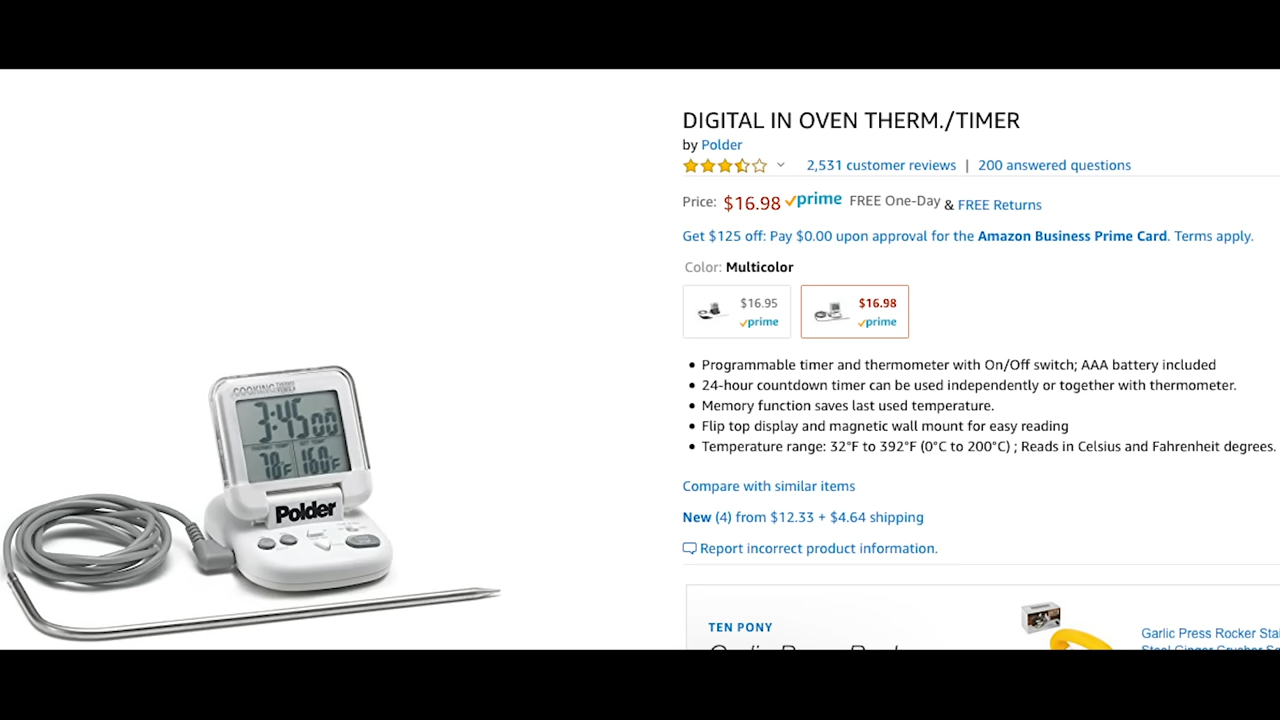 DIGITAL IN OVEN THERM./TIMER
by Polder
2,531 customer reviews | 200 answered questions
Price: $16.98 prime FREE One-Day & FREE Returns
Get $125 off: Pay $0.00 upon approval for the Amazon Business Prime Card. Terms apply.
Color: Multicolor
$16.95 $16.98
prime prime
• Programmable timer and thermometer with On/Off switch; AAA battery included
• 24-hour countdown timer can be used independently or together with thermometer.
• Memory function saves last used temperature.
• Flip top display and magnetic wall mount for easy reading
• Temperature range: 32°F to 392°F (0°C to 200°C) ; Reads in Celsius and Fahrenheit degrees.
Compare with similar items
New (4) from $12.33 + $4.64 shipping
Report incorrect product information.
TEN PONY
Garlic Press Rocker Stai
COOKING
3:45 00
78°F 160°F
Polder